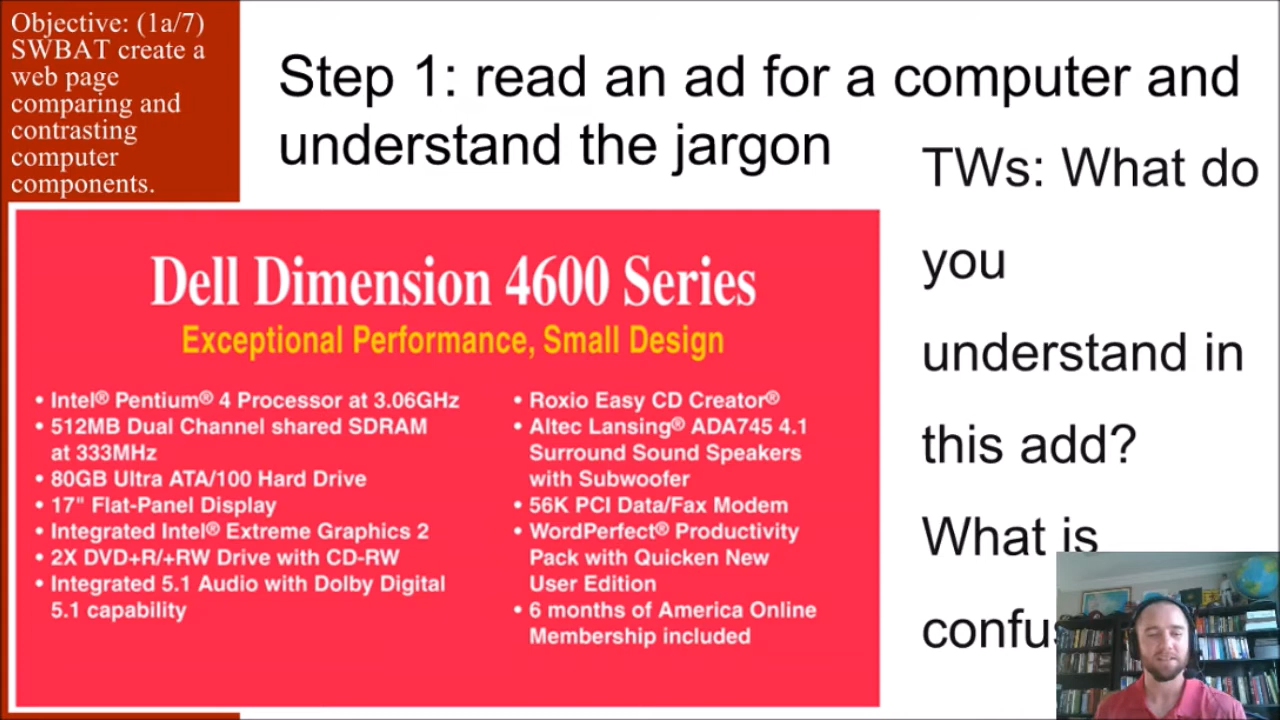 Objective: (1a/7)
SWBAT create a
web page
comparing and
contrasting
computer
components.
Step 1: read an ad for a computer and
understand the jargon
TWs: What do
you
understand in
this add?
What is
Dell Dimension 4600 Series
Exceptional Performance, Small Design
• Intel® Pentium® 4 Processor at 3.06GHz
• 512MB Dual Channel shared SDRAM
at 333MHz
• 80GB Ultra ATA/100 Hard Drive
• 17" Flat-Panel Display
• Integrated Intel® Extreme Graphics 2
• 2X DVD+R/+RW Drive with CD-RW
• Integrated 5.1 Audio with Dolby Digital
5.1 capability
• Roxio Easy CD Creator®
• Altec Lansing® ADA745 4.1
Surround Sound Speakers
with Subwoofer
• 56K PCI Data/Fax Modem
• WordPerfect® Productivity
Pack with Quicken New
User Edition
• 6 months of America Online
Membership included